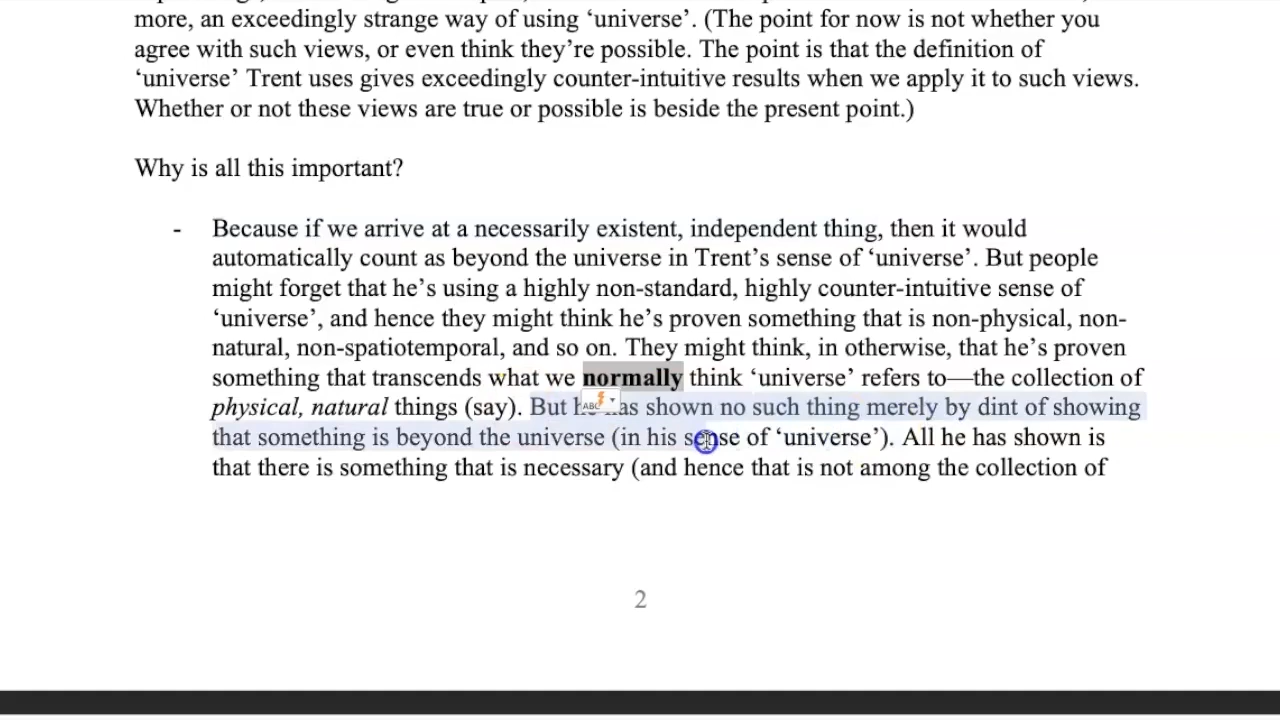 more, an exceedingly strange way of using ‘universe’. (The point for now is not whether you
agree with such views, or even think they’re possible. The point is that the definition of
‘universe’ Trent uses gives exceedingly counter-intuitive results when we apply it to such views.
Whether or not these views are true or possible is beside the present point.)
Why is all this important?
- Because if we arrive at a necessarily existent, independent thing, then it would
automatically count as beyond the universe in Trent’s sense of ‘universe’. But people
might forget that he’s using a highly non-standard, highly counter-intuitive sense of
‘universe’, and hence they might think he’s proven something that is non-physical, non-
natural, non-spatiotemporal, and so on. They might think, in otherwise, that he’s proven
something that transcends what we normally think ‘universe’ refers to—the collection of
physical, natural things (say). But has shown no such thing merely by dint of showing
that something is beyond the universe (in his sense of ‘universe’). All he has shown is
that there is something that is necessary (and hence that is not among the collection of
2